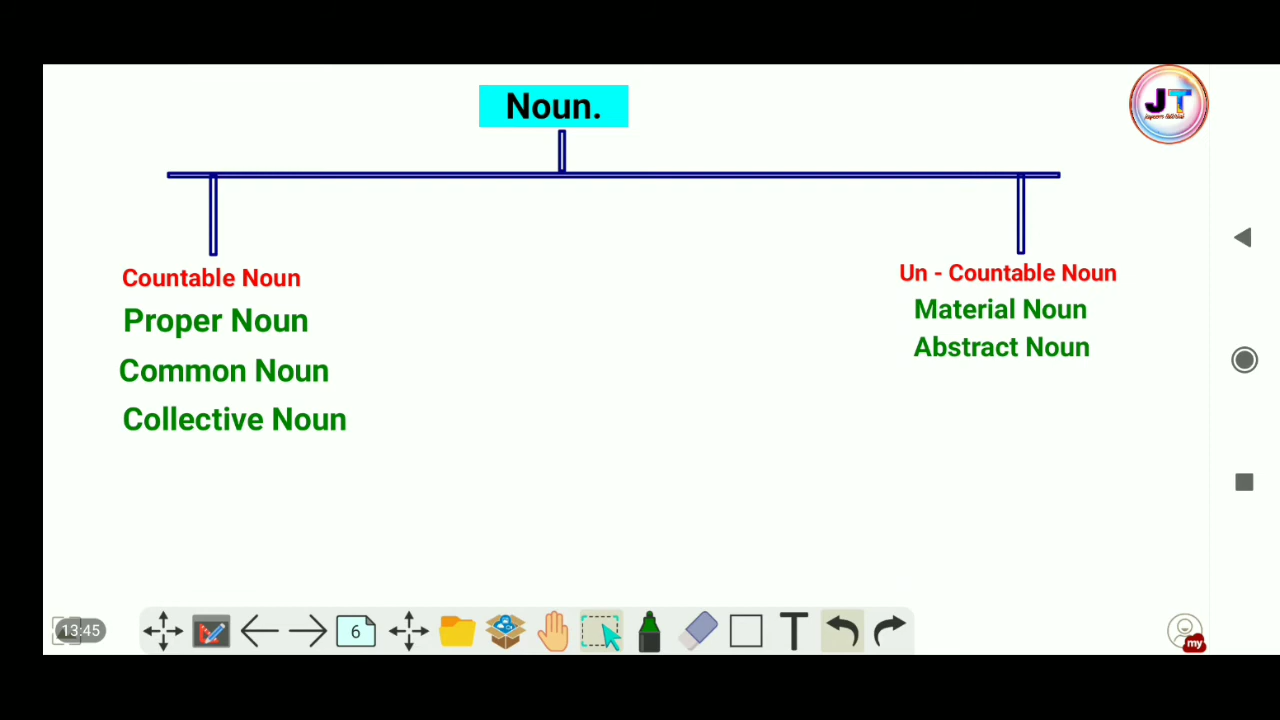 Noun.
JT
Countable Noun
Proper Noun
Common Noun
Collective Noun
Un - Countable Noun
Material Noun
Abstract Noun
13:45
6
T
my